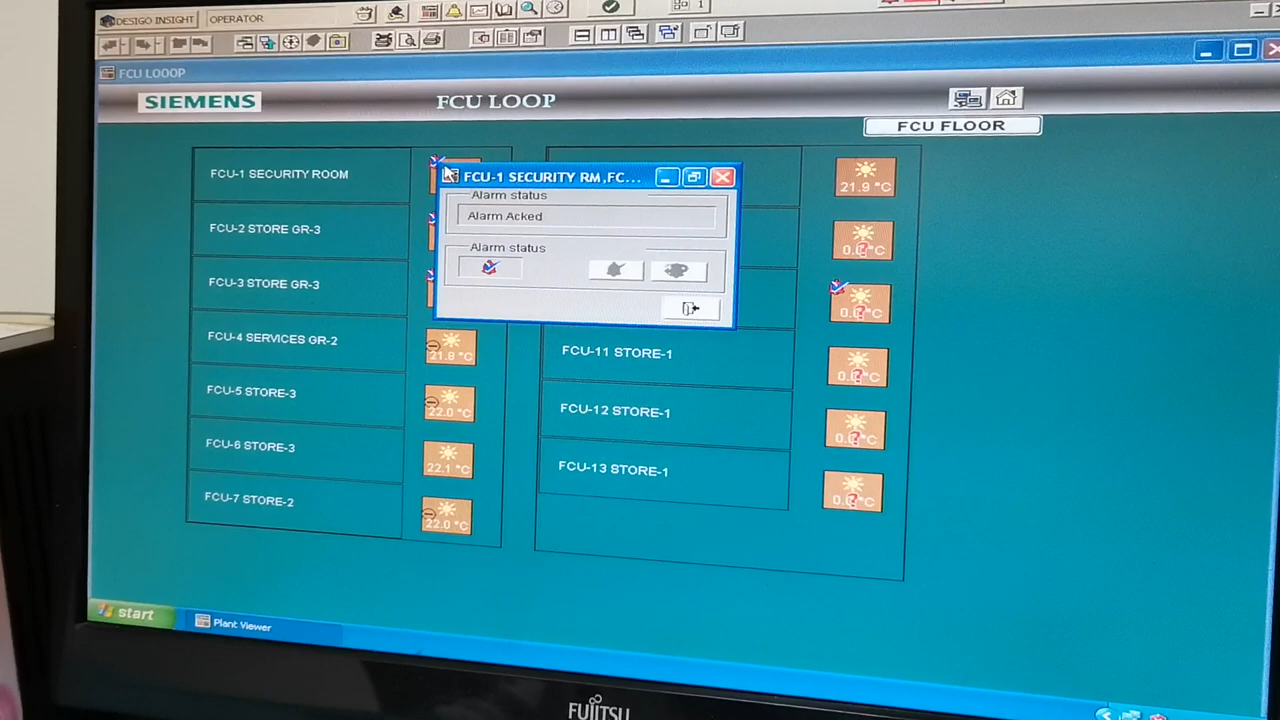 DESIGO INSIGHT
OPERATOR
1
FCU LOOOP
SIEMENS
FCU LOOP
FCU FLOOR
FCU-1 SECURITY ROOM
FCU-2 STORE GR-3
FCU-3 STORE GR-3
FCU-4 SERVICES GR-2
21.8 °C
FCU-5 STORE-3
22.0 °C
FCU-6 STORE-3
22.1 °C
FCU-7 STORE-2
22.0 °C
FCU-1 SECURITY RM,FC...
Alarm status
Alarm Acked
Alarm status
21.9 °C
FCU-11 STORE-1
FCU-12 STORE-1
FCU-13 STORE-1
start
Plant Viewer
FUJITSU